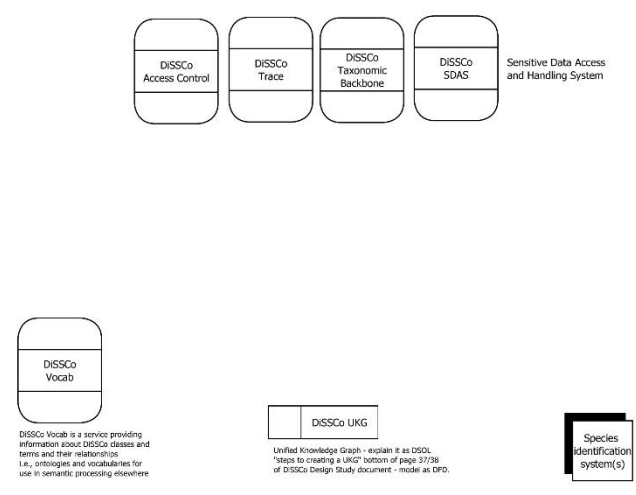 DiSSCo
Access Control
DiSSCo
Trace
DiSSCo
Taxonomic
Backbone
DiSSCo
SDAS
Sensitive Data Access
and Handling System
DiSSCo
Vocab
DiSSCo Vocab is a service providing
information about DiSSCo classes and
terms and their relationships
i.e., ontologies and vocabularies for
use in semantic processing elsewhere
DiSSCo UKG
Unified Knowledge Graph - explain it as DSOL
"steps to creating a UKG" bottom of page 37/38
of DiSSCo Design Study document - model as DFD.
Species
identification
system(s)